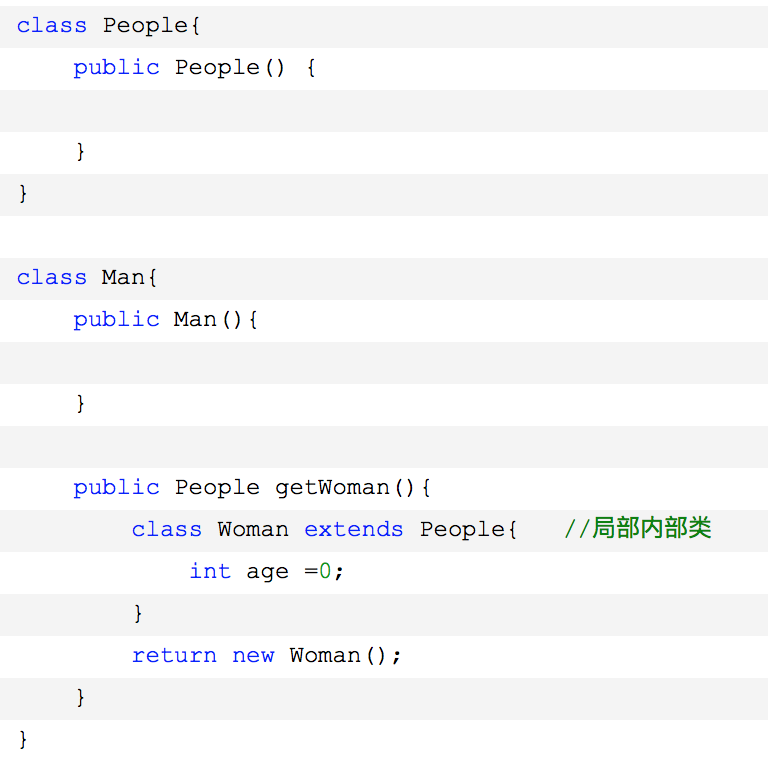 class People{
    public People() {
    }
}
class Man{
    public Man(){
    }
    public People getWoman(){
        class Woman extends People{   //局部内部类
            int age =0;
        }
        return new Woman();
    }
}